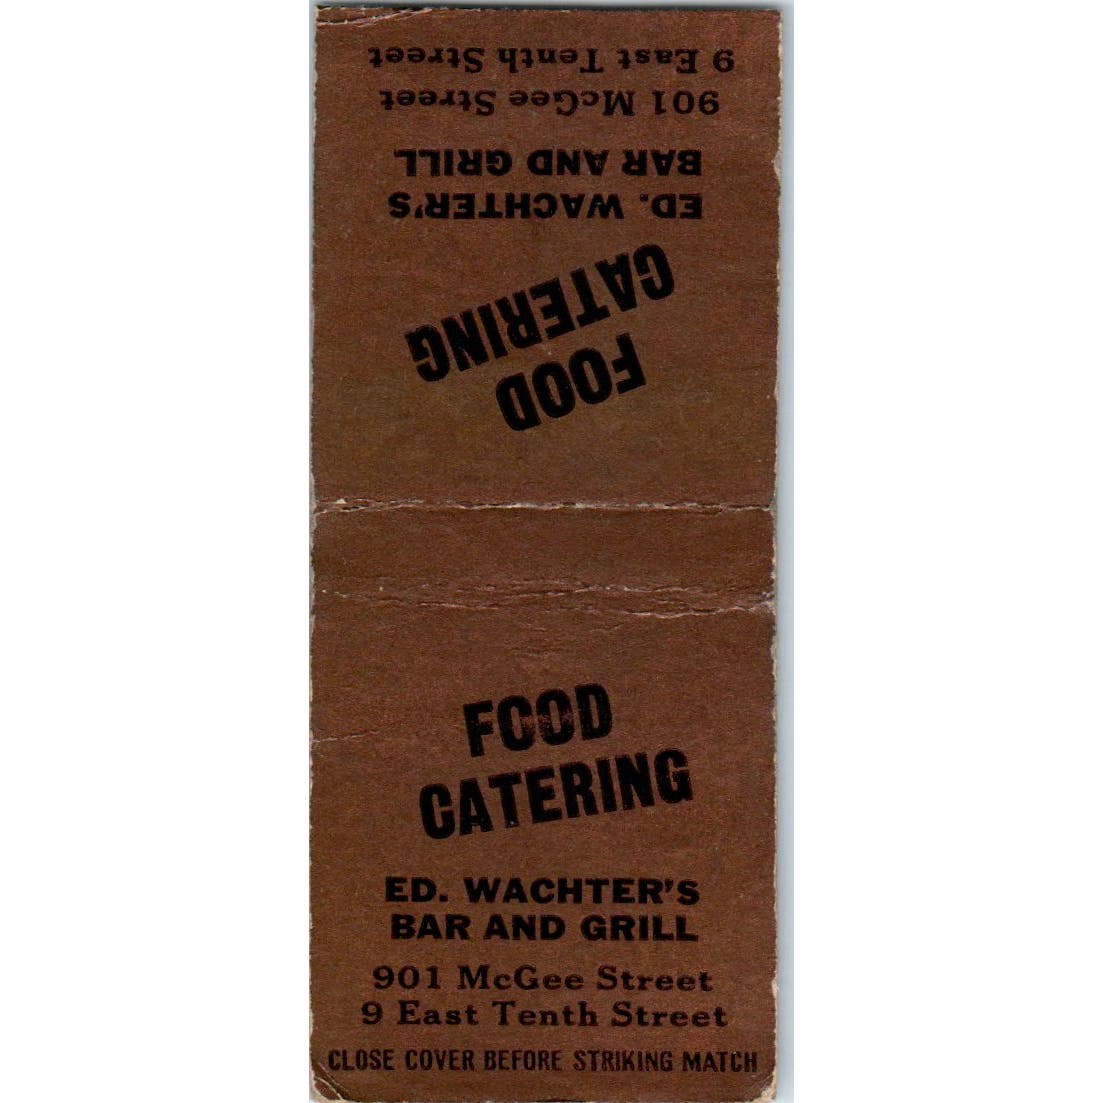 9 East Tenth Street
901 McGee Street
BAR AND GRILL
ED. WACHTER'S
CATERING
FOOD
FOOD
CATERING
ED. WACHTER'S
BAR AND GRILL
901 McGee Street
9 East Tenth Street
CLOSE COVER BEFORE STRIKING MATCH